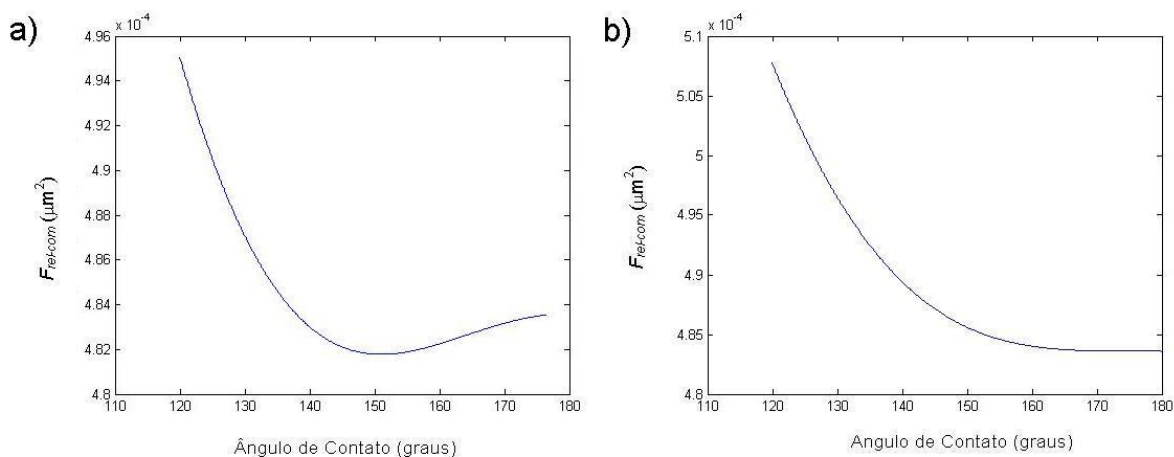 a)
x 10⁻⁴
4.96
4.94
4.92
4.9
4.88
4.86
4.84
4.82
4.8
110 120 130 140 150 160 170 180
F rel-com (μm²)
Ângulo de Contato (graus)
b)
x 10⁻⁴
5.1
5.05
5
4.95
4.9
4.85
4.8
110 120 130 140 150 160 170 180
F rel-com (μm²)
Angulo de Contato (graus)